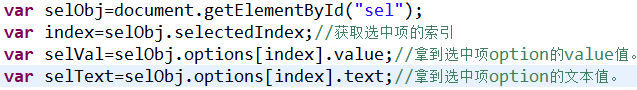 var selObj=document.getElementById("sel");
var index=selObj.selectedIndex;//获取选中项的索引
var selVal=selObj.options[index].value;//拿到选中项option的value值。
var selText=selObj.options[index].text;//拿到选中项option的文本值。